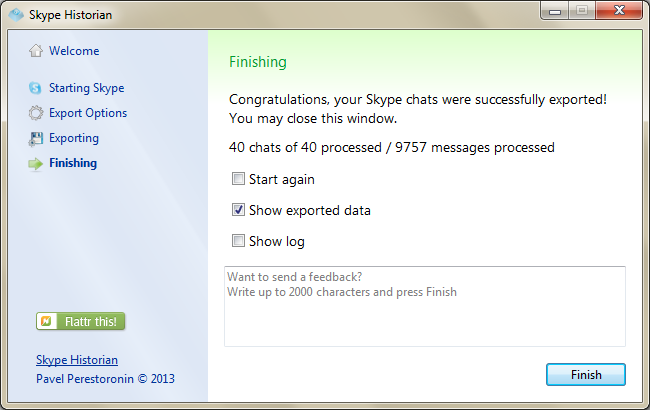 Skype Historian
Welcome
Starting Skype
Export Options
Exporting
Finishing
Flattr this!
Skype Historian
Pavel Perestoronin © 2013
Finishing
Congratulations, your Skype chats were successfully exported!
You may close this window.
40 chats of 40 processed / 9757 messages processed
Start again
Show exported data
Show log
Want to send a feedback?
Write up to 2000 characters and press Finish
Finish